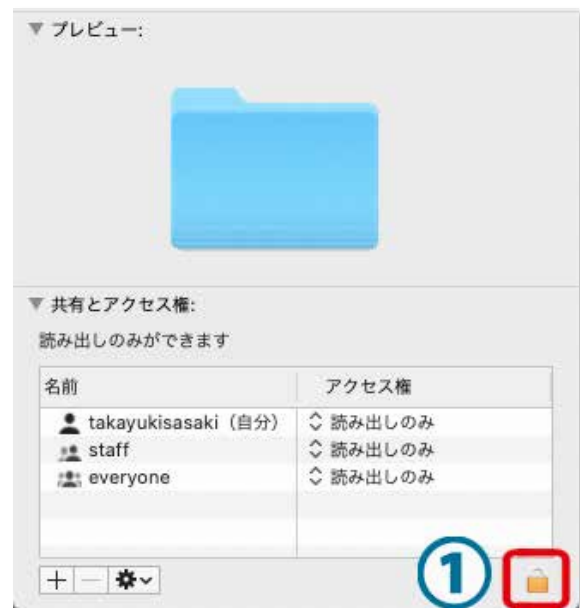 プレビュー:
共有とアクセス権:
読み出しのみができます
名前 アクセス権
takayukisasaki（自分） 読み出しのみ
staff 読み出しのみ
everyone 読み出しのみ
1